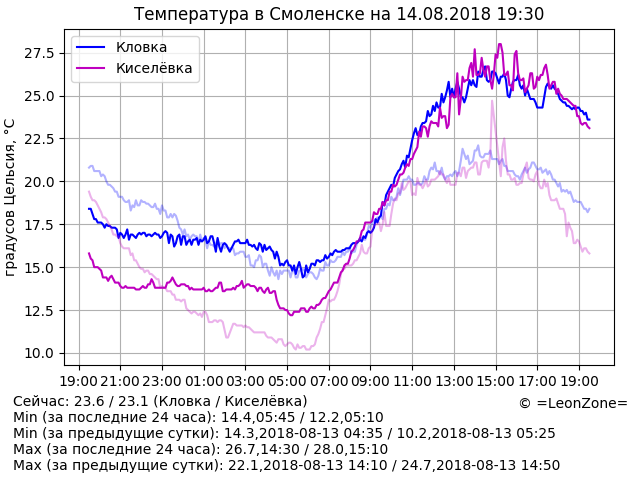 Температура в Смоленске на 14.08.2018 19:30
Кловка
Киселёвка
градусов Цельсия, °C
27.5
25.0
22.5
20.0
17.5
15.0
12.5
10.0
19:00 21:00 23:00 01:00 03:00 05:00 07:00 09:00 11:00 13:00 15:00 17:00 19:00
© =LeonZone=
Сейчас: 23.6 / 23.1 (Кловка / Киселёвка)
Min (за последние 24 часа): 14.4,05:45 / 12.2,05:10
Min (за предыдущие сутки): 14.3,2018-08-13 04:35 / 10.2,2018-08-13 05:25
Max (за последние 24 часа): 26.7,14:30 / 28.0,15:10
Max (за предыдущие сутки): 22.1,2018-08-13 14:10 / 24.7,2018-08-13 14:50